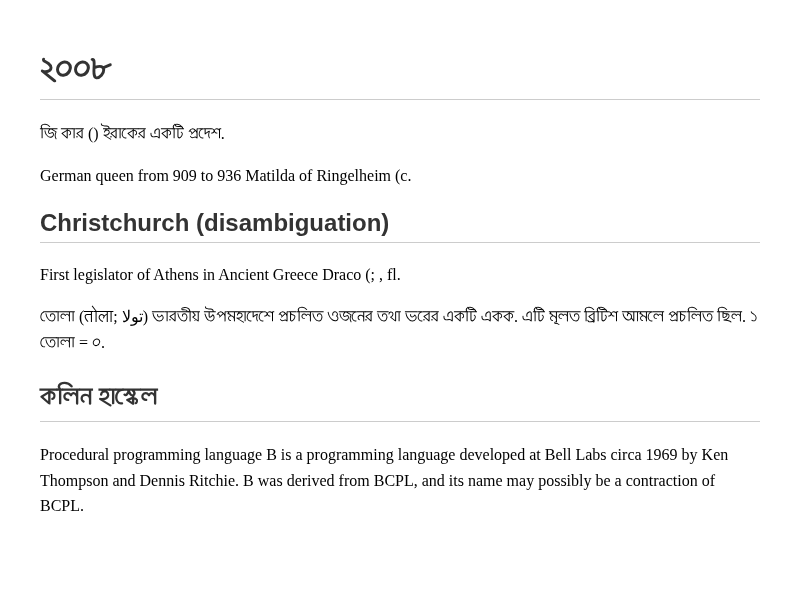 ২০০৮
জি কার () ইরাকের একটি প্রদেশ.
German queen from 909 to 936 Matilda of Ringelheim (c.
Christchurch (disambiguation)
First legislator of Athens in Ancient Greece Draco (; , fl.
তোলা (तोला; تولا) ভারতীয় উপমহাদেশে প্রচলিত ওজনের তথা ভরের একটি একক. এটি মূলত ব্রিটিশ আমলে প্রচলিত ছিল. ১
তোলা = ০.
কলিন হাস্কেল
Procedural programming language B is a programming language developed at Bell Labs circa 1969 by Ken
Thompson and Dennis Ritchie. B was derived from BCPL, and its name may possibly be a contraction of
BCPL.